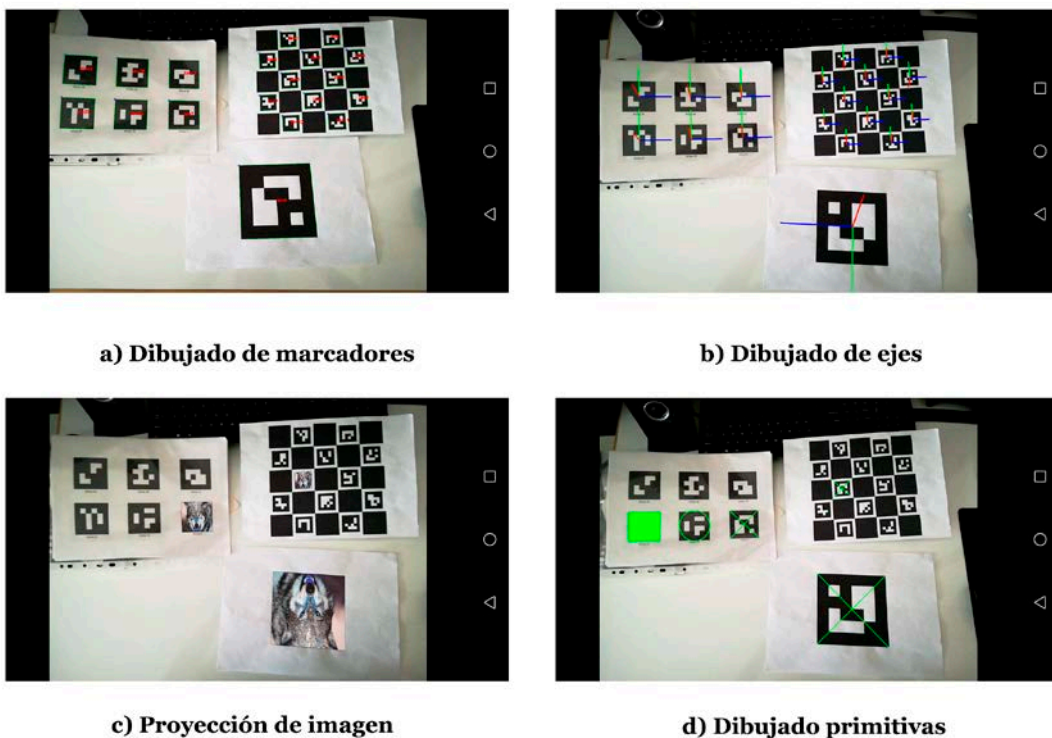 a) Dibujado de marcadores
b) Dibujado de ejes
c) Proyección de imagen
d) Dibujado primitivas